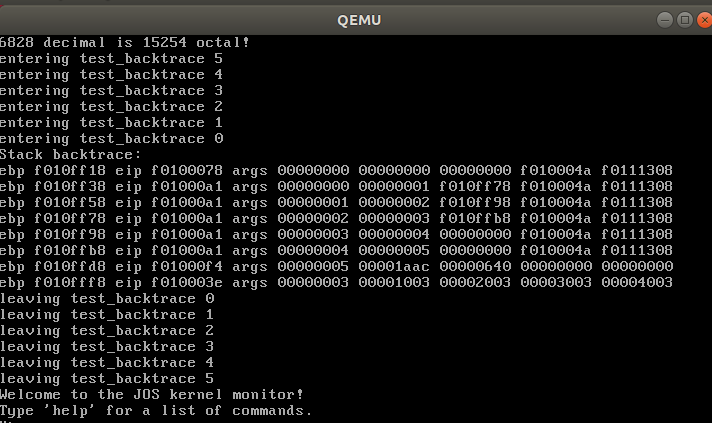 QEMU
6828 decimal is 15254 octal!
entering test_backtrace 5
entering test_backtrace 4
entering test_backtrace 3
entering test_backtrace 2
entering test_backtrace 1
entering test_backtrace 0
Stack backtrace:
ebp f010ff18 eip f0100078 args 00000000 00000000 00000000 f010004a f0111308
ebp f010ff38 eip f01000a1 args 00000000 00000001 f010ff78 f010004a f0111308
ebp f010ff58 eip f01000a1 args 00000001 00000002 f010ff98 f010004a f0111308
ebp f010ff78 eip f01000a1 args 00000002 00000003 f010ffb8 f010004a f0111308
ebp f010ff98 eip f01000a1 args 00000003 00000004 00000000 f010004a f0111308
ebp f010ffb8 eip f01000a1 args 00000004 00000005 00000000 f010004a f0111308
ebp f010ffd8 eip f01000f4 args 00000005 00001aac 00000640 00000000 00000000
ebp f010fff8 eip f010003e args 00000003 00001003 00002003 00003003 00004003
leaving test_backtrace 0
leaving test_backtrace 1
leaving test_backtrace 2
leaving test_backtrace 3
leaving test_backtrace 4
leaving test_backtrace 5
Welcome to the JOS kernel monitor!
Type 'help' for a list of commands.